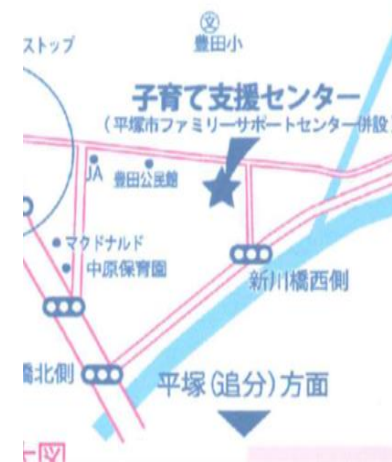 文
ストップ
豊田小
子育て支援センター
(平塚市ファミリーサポートセンター併設)
JA
豊田公民館
マクドナルド
中原保育園
新川橋西側
橋北側
平塚(追分)方面
図